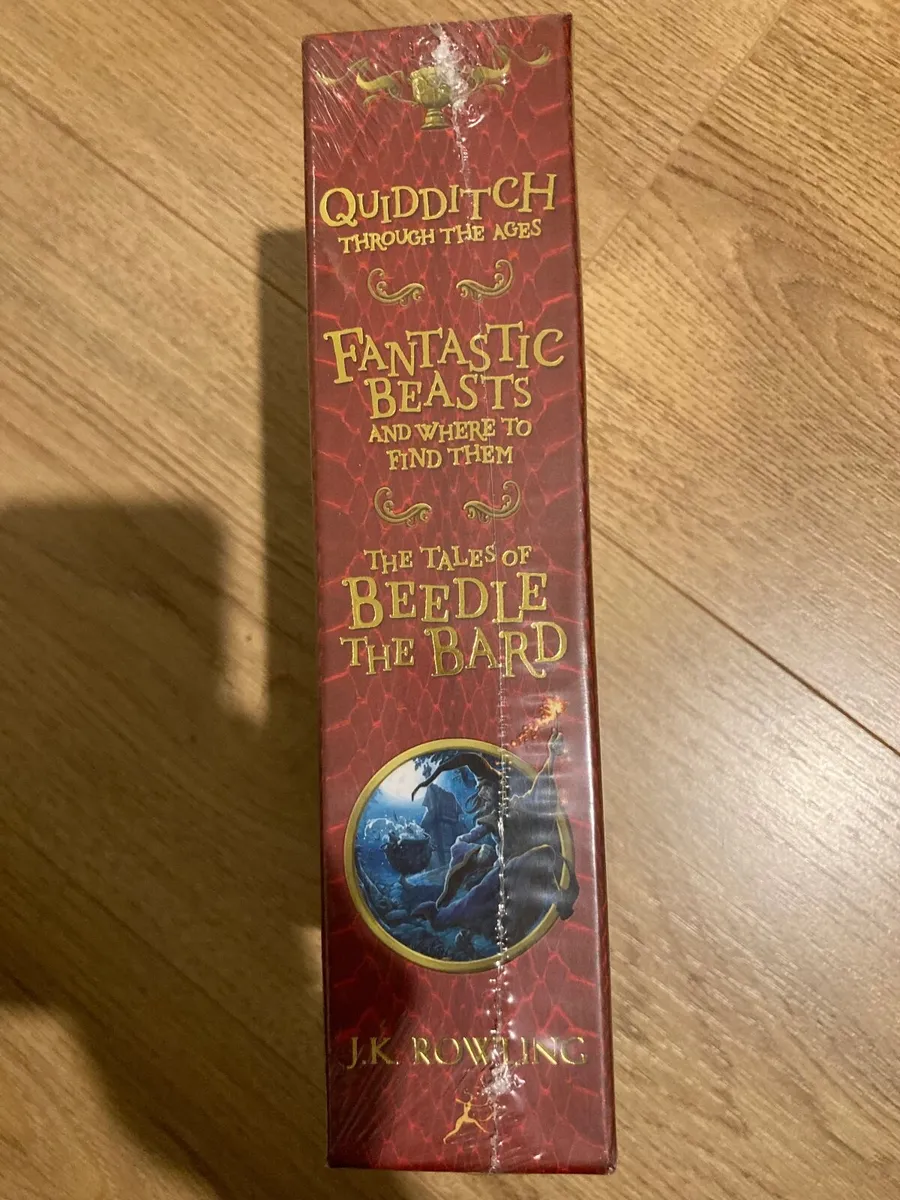 QUIDDITCH
THROUGH THE AGES
FANTASTIC
BEASTS
AND WHERE TO
FIND THEM
THE TALES OF
BEEDLE
THE BARD
J.K. ROWLING